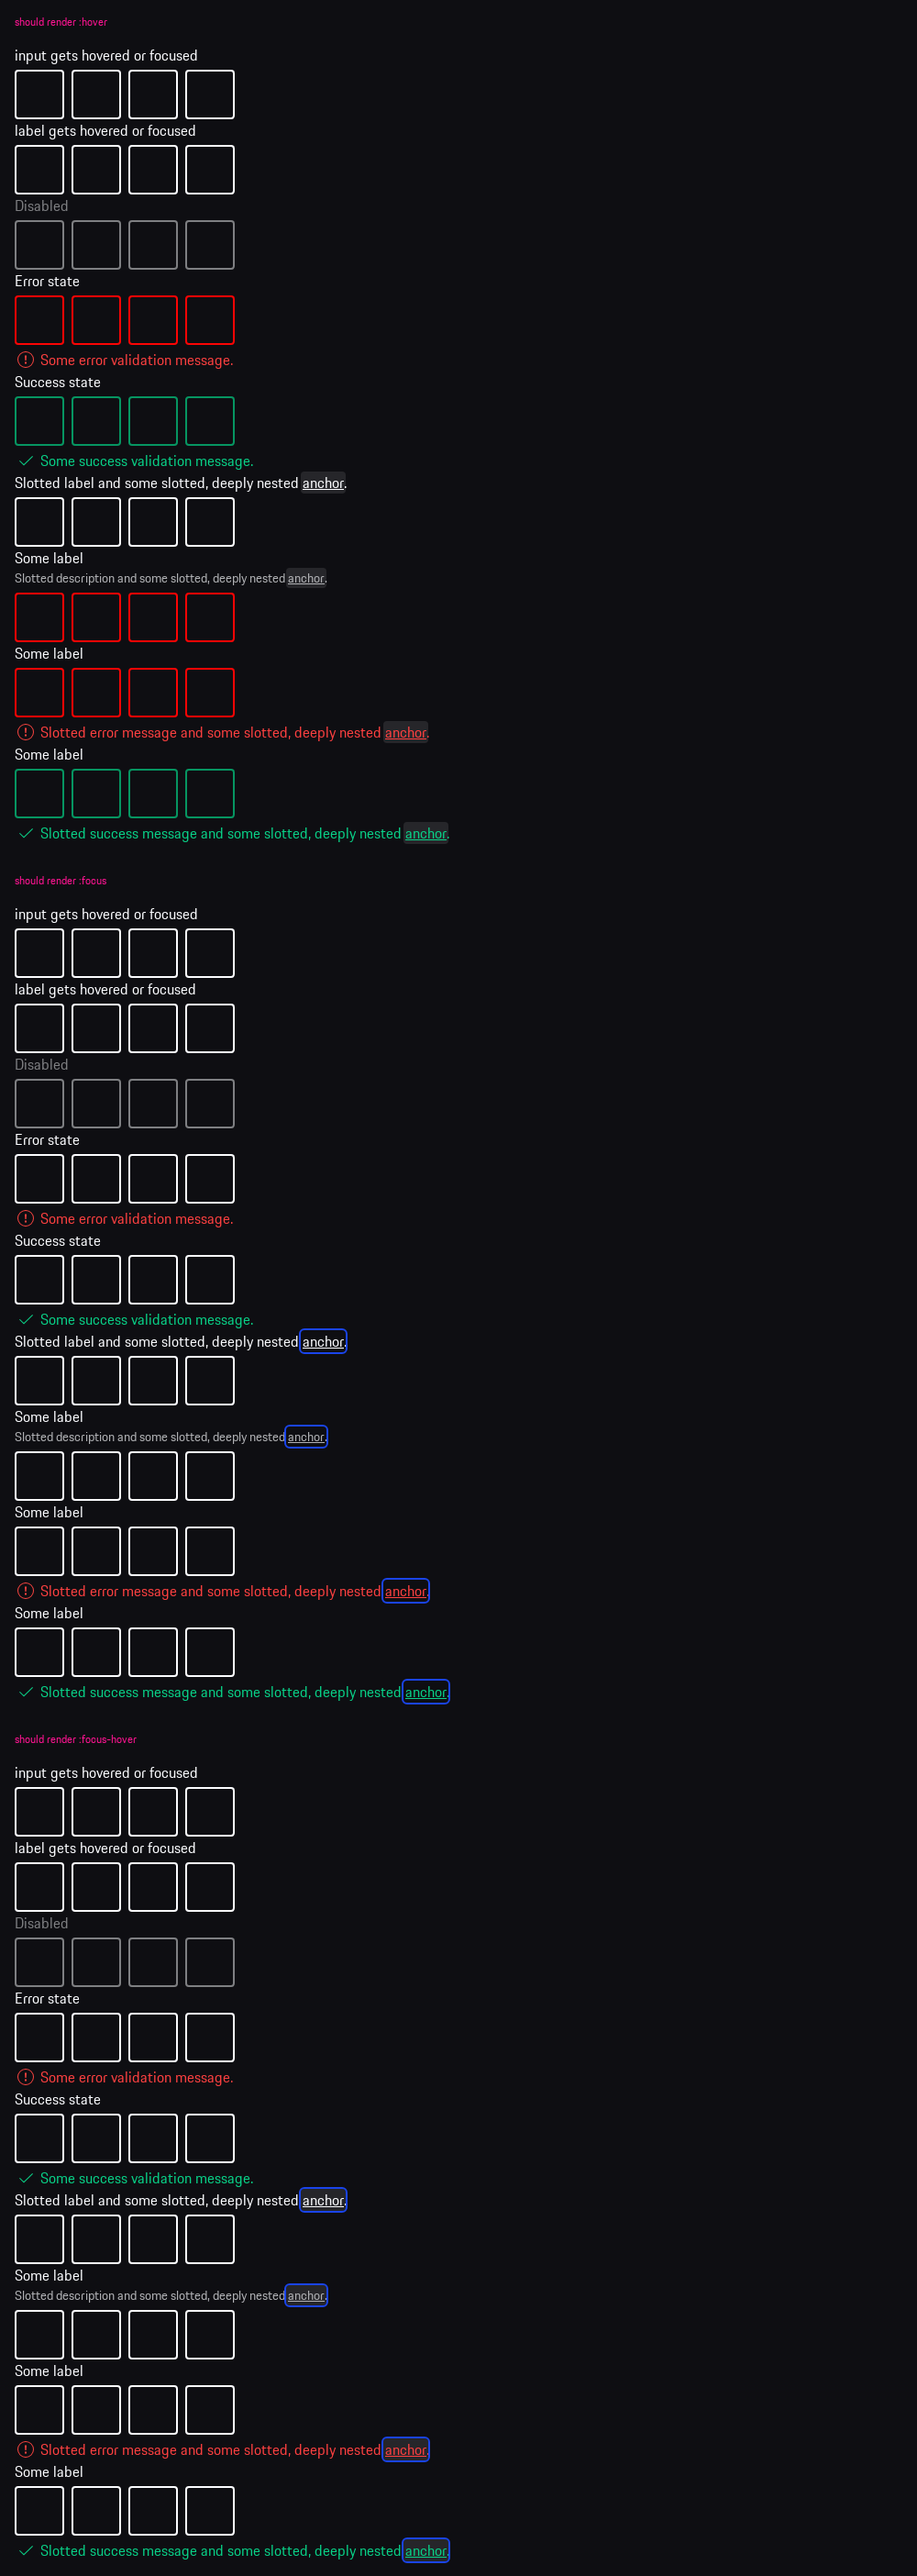 should render :hover
input gets hovered or focused
label gets hovered or focused
Disabled
Error state
Some error validation message.
Success state
Some success validation message.
Slotted label and some slotted, deeply nested anchor.
Some label
Slotted description and some slotted, deeply nested anchor.
Some label
Slotted error message and some slotted, deeply nested anchor.
Some label
Slotted success message and some slotted, deeply nested anchor.
should render :focus
input gets hovered or focused
label gets hovered or focused
Disabled
Error state
Some error validation message.
Success state
Some success validation message.
Slotted label and some slotted, deeply nested anchor.
Some label
Slotted description and some slotted, deeply nested anchor.
Some label
Slotted error message and some slotted, deeply nested anchor.
Some label
Slotted success message and some slotted, deeply nested anchor.
should render :focus-hover
input gets hovered or focused
label gets hovered or focused
Disabled
Error state
Some error validation message.
Success state
Some success validation message.
Slotted label and some slotted, deeply nested anchor.
Some label
Slotted description and some slotted, deeply nested anchor.
Some label
Slotted error message and some slotted, deeply nested anchor.
Some label
Slotted success message and some slotted, deeply nested anchor.